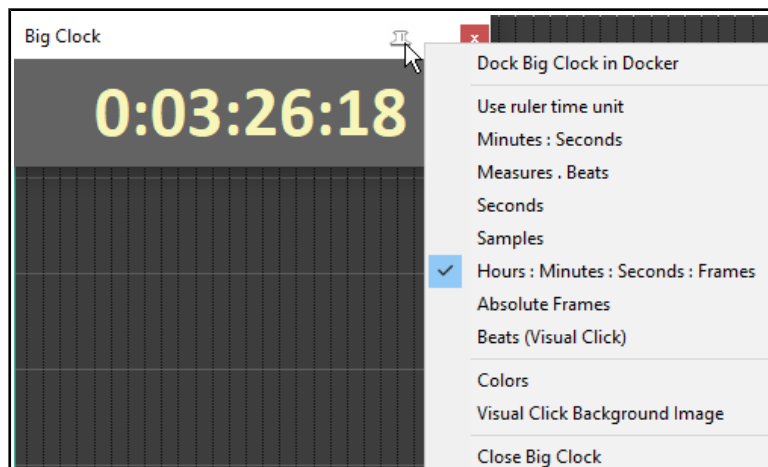 Big Clock
x
0:03:26:18
Dock Big Clock in Docker
Use ruler time unit
Minutes : Seconds
Measures . Beats
Seconds
Samples
Hours : Minutes : Seconds : Frames
Absolute Frames
Beats (Visual Click)
Colors
Visual Click Background Image
Close Big Clock